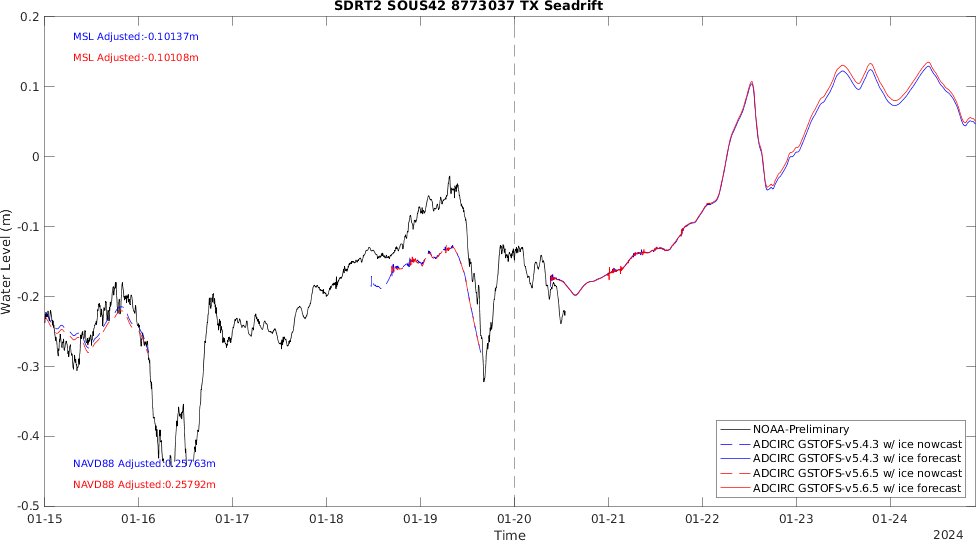 SDRT2 SOUS42 8773037 TX Seadrift
0.2
MSL Adjusted:-0.10137m
MSL Adjusted:-0.10108m
0.1
0
-0.1
Water Level (m)
-0.2
-0.3
-0.4
NAVD88 Adjusted:0.25763m
NAVD88 Adjusted:0.25792m
-0.5
NOAA-Preliminary
ADCIRC GSTOFS-v5.4.3 w/ ice nowcast
ADCIRC GSTOFS-v5.4.3 w/ ice forecast
ADCIRC GSTOFS-v5.6.5 w/ ice nowcast
ADCIRC GSTOFS-v5.6.5 w/ ice forecast
01-15 01-16 01-17 01-18 01-19 01-20 01-21 01-22 01-23 01-24
Time
2024